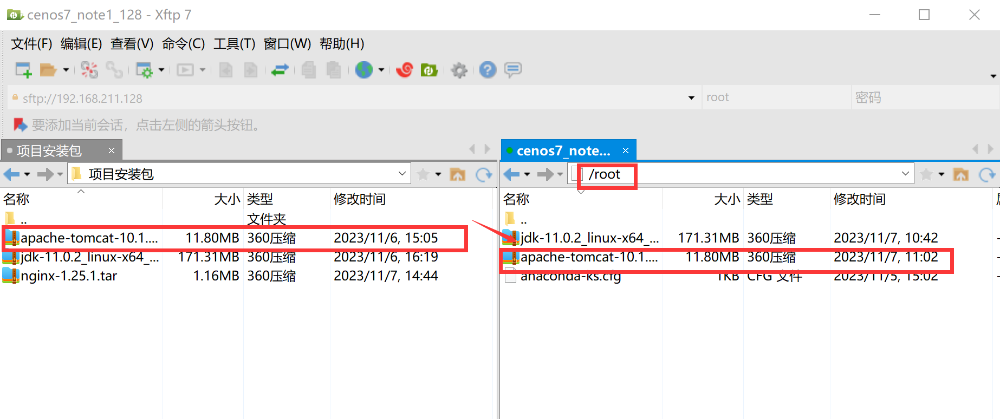 cenos7_note1_128 - Xftp 7
文件(F) 编辑(E) 查看(V) 命令(C) 工具(T) 窗口(W) 帮助(H)
sftp://192.168.211.128 root 密码
要添加当前会话，点击左侧的箭头按钮。
项目安装包
项目安装包
名称 大小 类型 修改时间
.. 文件夹
apache-tomcat-10.1.... 11.80MB 360压缩 2023/11/6, 15:05
jdk-11.0.2_linux-x64_... 171.31MB 360压缩 2023/11/6, 16:19
nginx-1.25.1.tar 1.16MB 360压缩 2023/11/7, 14:44
cenos7_note...
/root
名称 大小 类型 修改时间
..
jdk-11.0.2_linux-x64_... 171.31MB 360压缩 2023/11/7, 10:42
apache-tomcat-10.1.... 11.80MB 360压缩 2023/11/7, 11:02
anaconda-ks.cfg 1KB CFG 文件 2023/11/5, 15:02